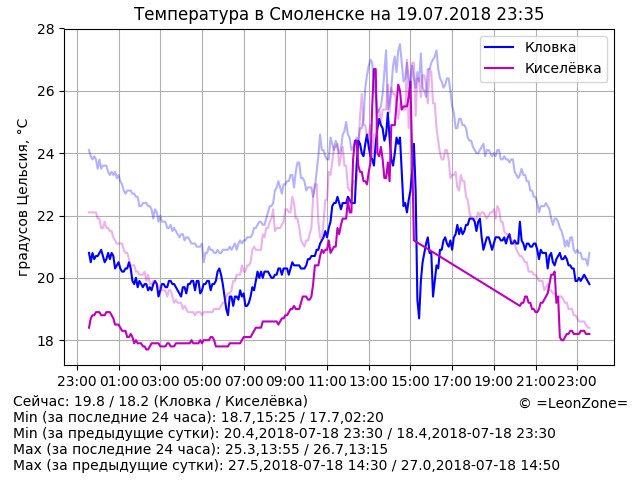 Температура в Смоленске на 19.07.2018 23:35
градусов Цельсия, °C
28
26
24
22
20
18
Кловка
Киселёвка
23:00 01:00 03:00 05:00 07:00 09:00 11:00 13:00 15:00 17:00 19:00 21:00 23:00
Сейчас: 19.8 / 18.2 (Кловка / Киселёвка)
© =LeonZone=
Min (за последние 24 часа): 18.7,15:25 / 17.7,02:20
Min (за предыдущие сутки): 20.4,2018-07-18 23:30 / 18.4,2018-07-18 23:30
Max (за последние 24 часа): 25.3,13:55 / 26.7,13:15
Max (за предыдущие сутки): 27.5,2018-07-18 14:30 / 27.0,2018-07-18 14:50